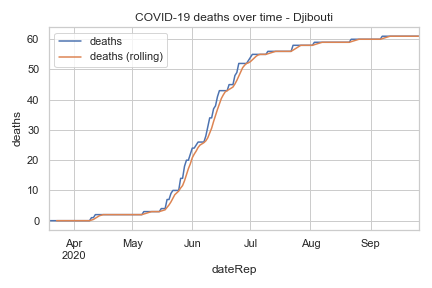 COVID-19 deaths over time - Djibouti
deaths
deaths (rolling)
60
50
40
30
20
10
0
deaths
Apr
2020
May
Jun
Jul
Aug
Sep
dateRep